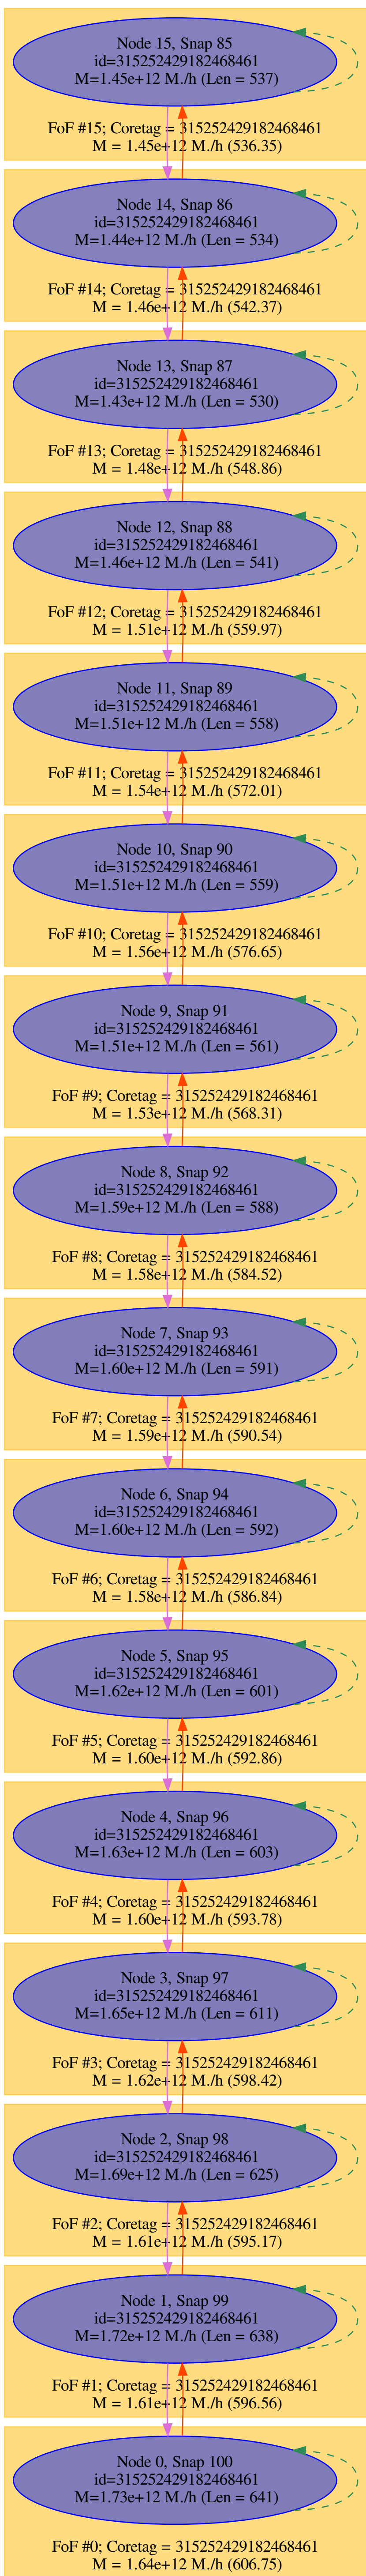 Node 15, Snap 85
id=315252429182468461
M=1.45e+12 M./h (Len = 537)
FoF #15; Coretag = 315252429182468461
M = 1.45e+12 M./h (536.35)
Node 14, Snap 86
id=315252429182468461
M=1.44e+12 M./h (Len = 534)
FoF #14; Coretag = 315252429182468461
M = 1.46e+12 M./h (542.37)
Node 13, Snap 87
id=315252429182468461
M=1.43e+12 M./h (Len = 530)
FoF #13; Coretag = 315252429182468461
M = 1.48e+12 M./h (548.86)
Node 12, Snap 88
id=315252429182468461
M=1.46e+12 M./h (Len = 541)
FoF #12; Coretag = 315252429182468461
M = 1.51e+12 M./h (559.97)
Node 11, Snap 89
id=315252429182468461
M=1.51e+12 M./h (Len = 558)
FoF #11; Coretag = 315252429182468461
M = 1.54e+12 M./h (572.01)
Node 10, Snap 90
id=315252429182468461
M=1.51e+12 M./h (Len = 559)
FoF #10; Coretag = 315252429182468461
M = 1.56e+12 M./h (576.65)
Node 9, Snap 91
id=315252429182468461
M=1.51e+12 M./h (Len = 561)
FoF #9; Coretag = 315252429182468461
M = 1.53e+12 M./h (568.31)
Node 8, Snap 92
id=315252429182468461
M=1.59e+12 M./h (Len = 588)
FoF #8; Coretag = 315252429182468461
M = 1.58e+12 M./h (584.52)
Node 7, Snap 93
id=315252429182468461
M=1.60e+12 M./h (Len = 591)
FoF #7; Coretag = 315252429182468461
M = 1.59e+12 M./h (590.54)
Node 6, Snap 94
id=315252429182468461
M=1.60e+12 M./h (Len = 592)
FoF #6; Coretag = 315252429182468461
M = 1.58e+12 M./h (586.84)
Node 5, Snap 95
id=315252429182468461
M=1.62e+12 M./h (Len = 601)
FoF #5; Coretag = 315252429182468461
M = 1.60e+12 M./h (592.86)
Node 4, Snap 96
id=315252429182468461
M=1.63e+12 M./h (Len = 603)
FoF #4; Coretag = 315252429182468461
M = 1.60e+12 M./h (593.78)
Node 3, Snap 97
id=315252429182468461
M=1.65e+12 M./h (Len = 611)
FoF #3; Coretag = 315252429182468461
M = 1.62e+12 M./h (598.42)
Node 2, Snap 98
id=315252429182468461
M=1.69e+12 M./h (Len = 625)
FoF #2; Coretag = 315252429182468461
M = 1.61e+12 M./h (595.17)
Node 1, Snap 99
id=315252429182468461
M=1.72e+12 M./h (Len = 638)
FoF #1; Coretag = 315252429182468461
M = 1.61e+12 M./h (596.56)
Node 0, Snap 100
id=315252429182468461
M=1.73e+12 M./h (Len = 641)
FoF #0; Coretag = 315252429182468461
M = 1.64e+12 M./h (606.75)